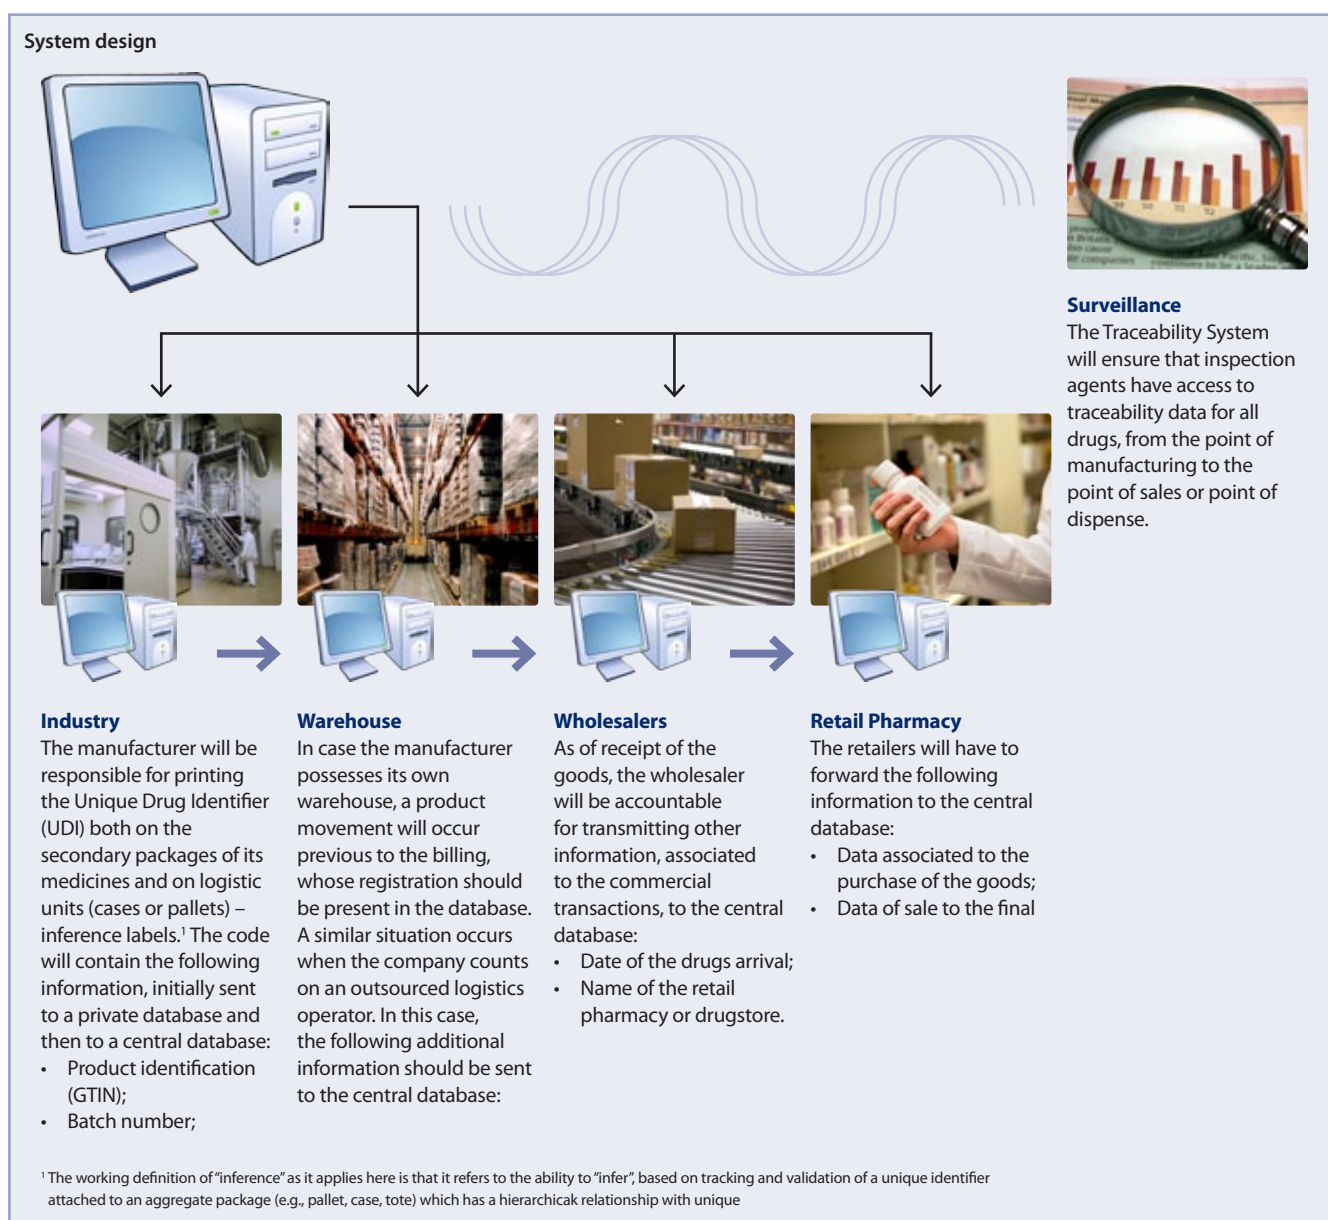 System design
Surveillance
The Traceability System
will ensure that inspection
agents have access to
traceability data for all
drugs, from the point of
manufacturing to the
point of sales or point of
dispense.
Industry
The manufacturer will be
responsible for printing
the Unique Drug Identifier
(UDI) both on the
secondary packages of its
medicines and on logistic
units (cases or pallets) –
inference labels.¹ The code
will contain the following
information, initially sent
to a private database and
then to a central database:
• Product identification
(GTIN);
• Batch number;
Warehouse
In case the manufacturer
possesses its own
warehouse, a product
movement will occur
previous to the billing,
whose registration should
be present in the database.
A similar situation occurs
when the company counts
on an outsourced logistics
operator. In this case,
the following additional
information should be sent
to the central database:
Wholesalers
As of receipt of the
goods, the wholesaler
will be accountable
for transmitting other
information, associated
to the commercial
transactions, to the central
database:
• Date of the drugs arrival;
• Name of the retail
pharmacy or drugstore.
Retail Pharmacy
The retailers will have to
forward the following
information to the central
database:
• Data associated to the
purchase of the goods;
• Data of sale to the final
¹ The working definition of “inference” as it applies here is that it refers to the ability to “infer”, based on tracking and validation of a unique identifier
attached to an aggregate package (e.g., pallet, case, tote) which has a hierarchicak relationship with unique